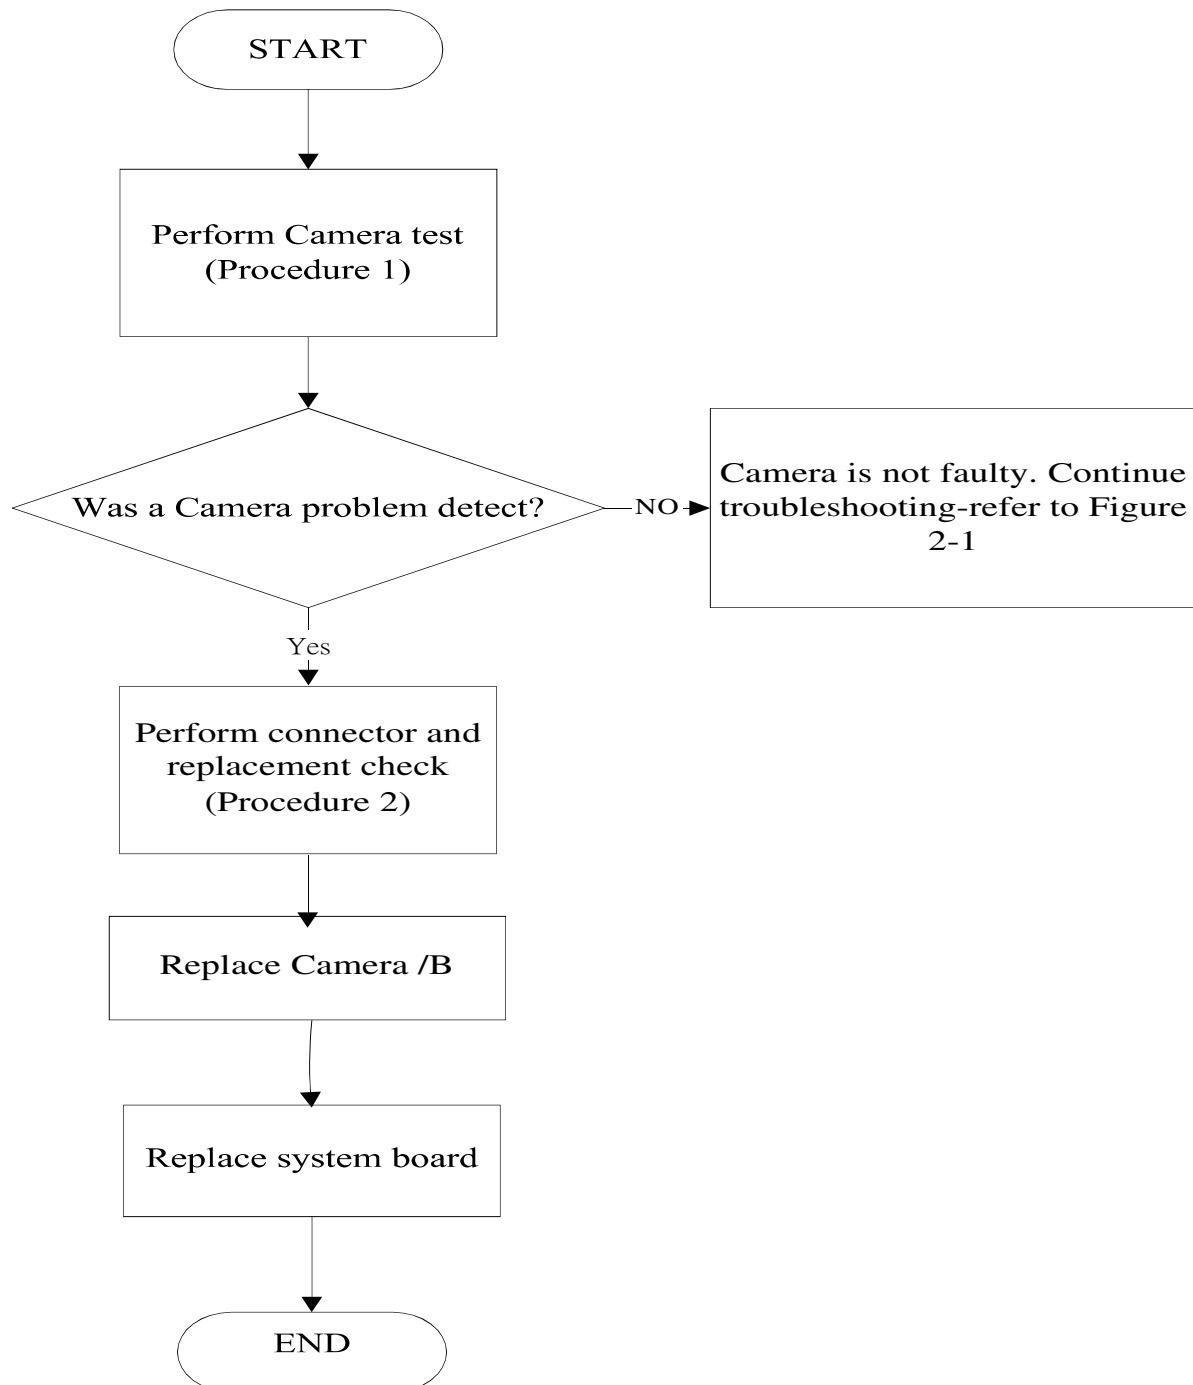 START
Perform Camera test
(Procedure 1)
Was a Camera problem detect?
NO
Camera is not faulty. Continue
troubleshooting-refer to Figure
2-1
Yes
Perform connector and
replacement check
(Procedure 2)
Replace Camera /B
Replace system board
END